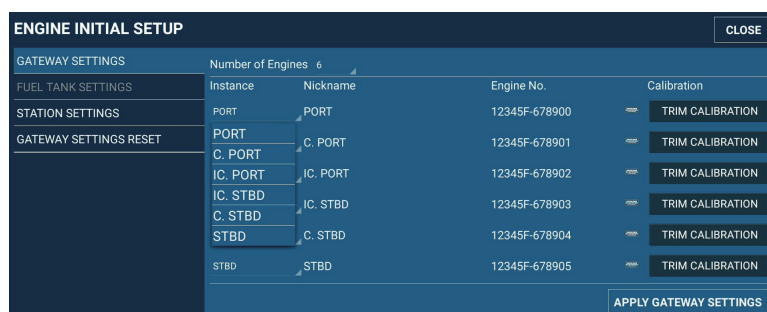 ENGINE INITIAL SETUP
CLOSE
GATEWAY SETTINGS
FUEL TANK SETTINGS
STATION SETTINGS
GATEWAY SETTINGS RESET
Number of Engines 6
Instance Nickname Engine No. Calibration
PORT PORT 12345F-678900 TRIM CALIBRATION
C. PORT 12345F-678901 TRIM CALIBRATION
IC. PORT 12345F-678902 TRIM CALIBRATION
IC. STBD 12345F-678903 TRIM CALIBRATION
C. STBD 12345F-678904 TRIM CALIBRATION
STBD STBD 12345F-678905 TRIM CALIBRATION
PORT
C. PORT
IC. PORT
IC. STBD
C. STBD
STBD
APPLY GATEWAY SETTINGS